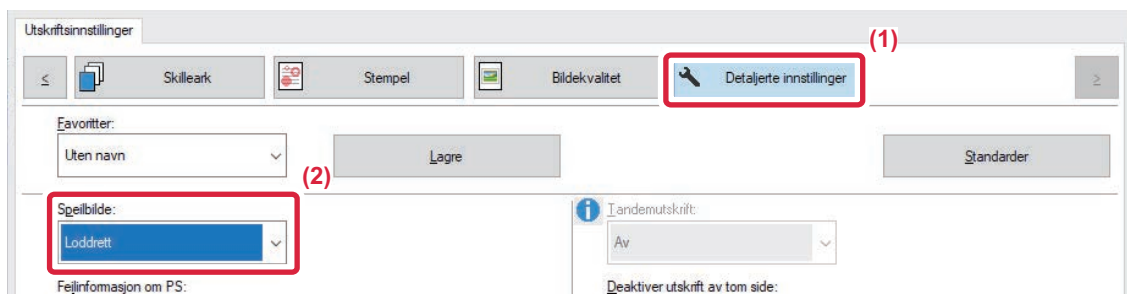 Utskriftsinnstillinger
(1)
< Skilleark Stempel Bildekvalitet Detaljerte innstillinger >
Favoritter:
Uten navn Lagre Standarder
(2)
Speilbilde: Tandemutskrift:
Loddrett Av
Feilinformasjon om PS: Deaktiver utskrift av tom side: